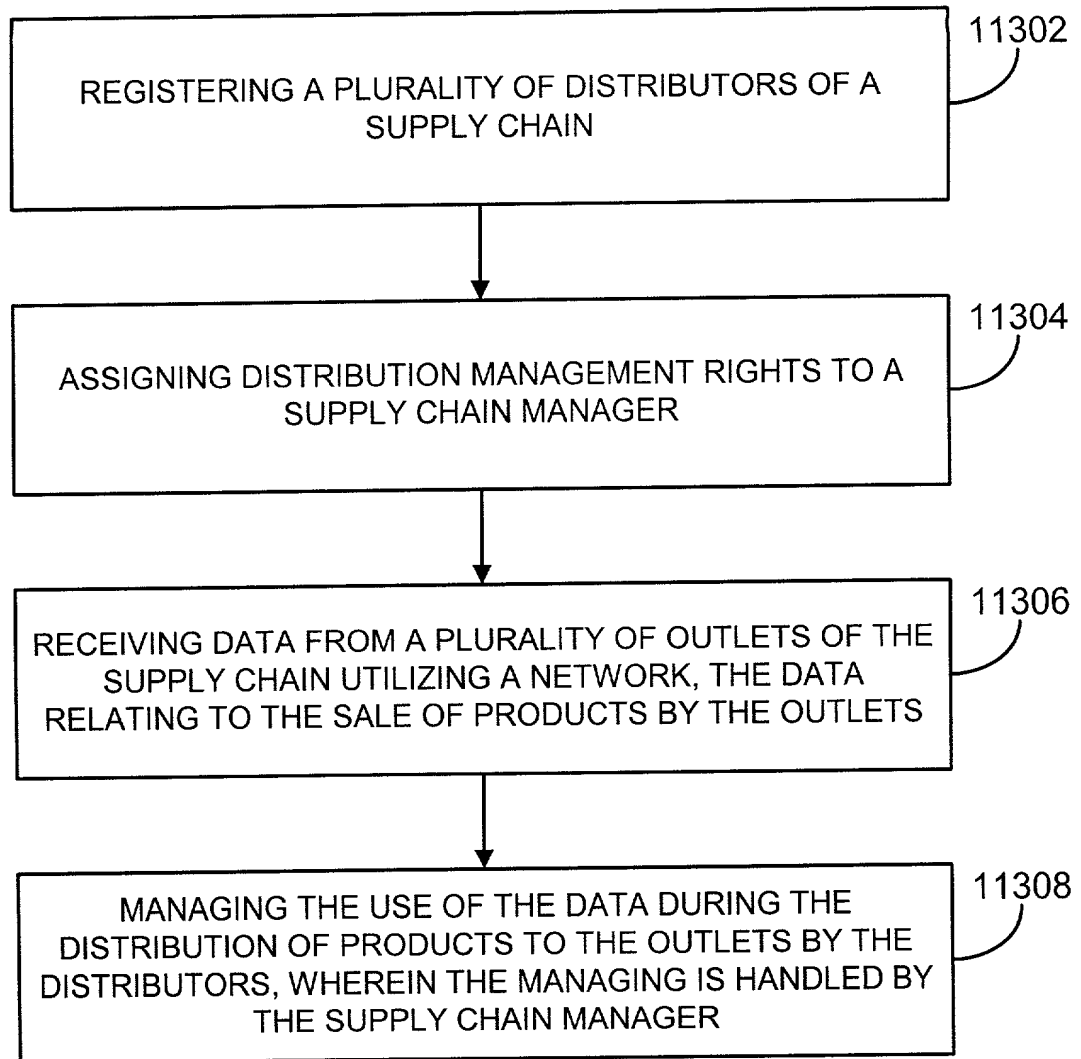 11302
REGISTERING A PLURALITY OF DISTRIBUTORS OF A
SUPPLY CHAIN
11304
ASSIGNING DISTRIBUTION MANAGEMENT RIGHTS TO A
SUPPLY CHAIN MANAGER
11306
RECEIVING DATA FROM A PLURALITY OF OUTLETS OF THE
SUPPLY CHAIN UTILIZING A NETWORK, THE DATA
RELATING TO THE SALE OF PRODUCTS BY THE OUTLETS
11308
MANAGING THE USE OF THE DATA DURING THE
DISTRIBUTION OF PRODUCTS TO THE OUTLETS BY THE
DISTRIBUTORS, WHEREIN THE MANAGING IS HANDLED BY
THE SUPPLY CHAIN MANAGER